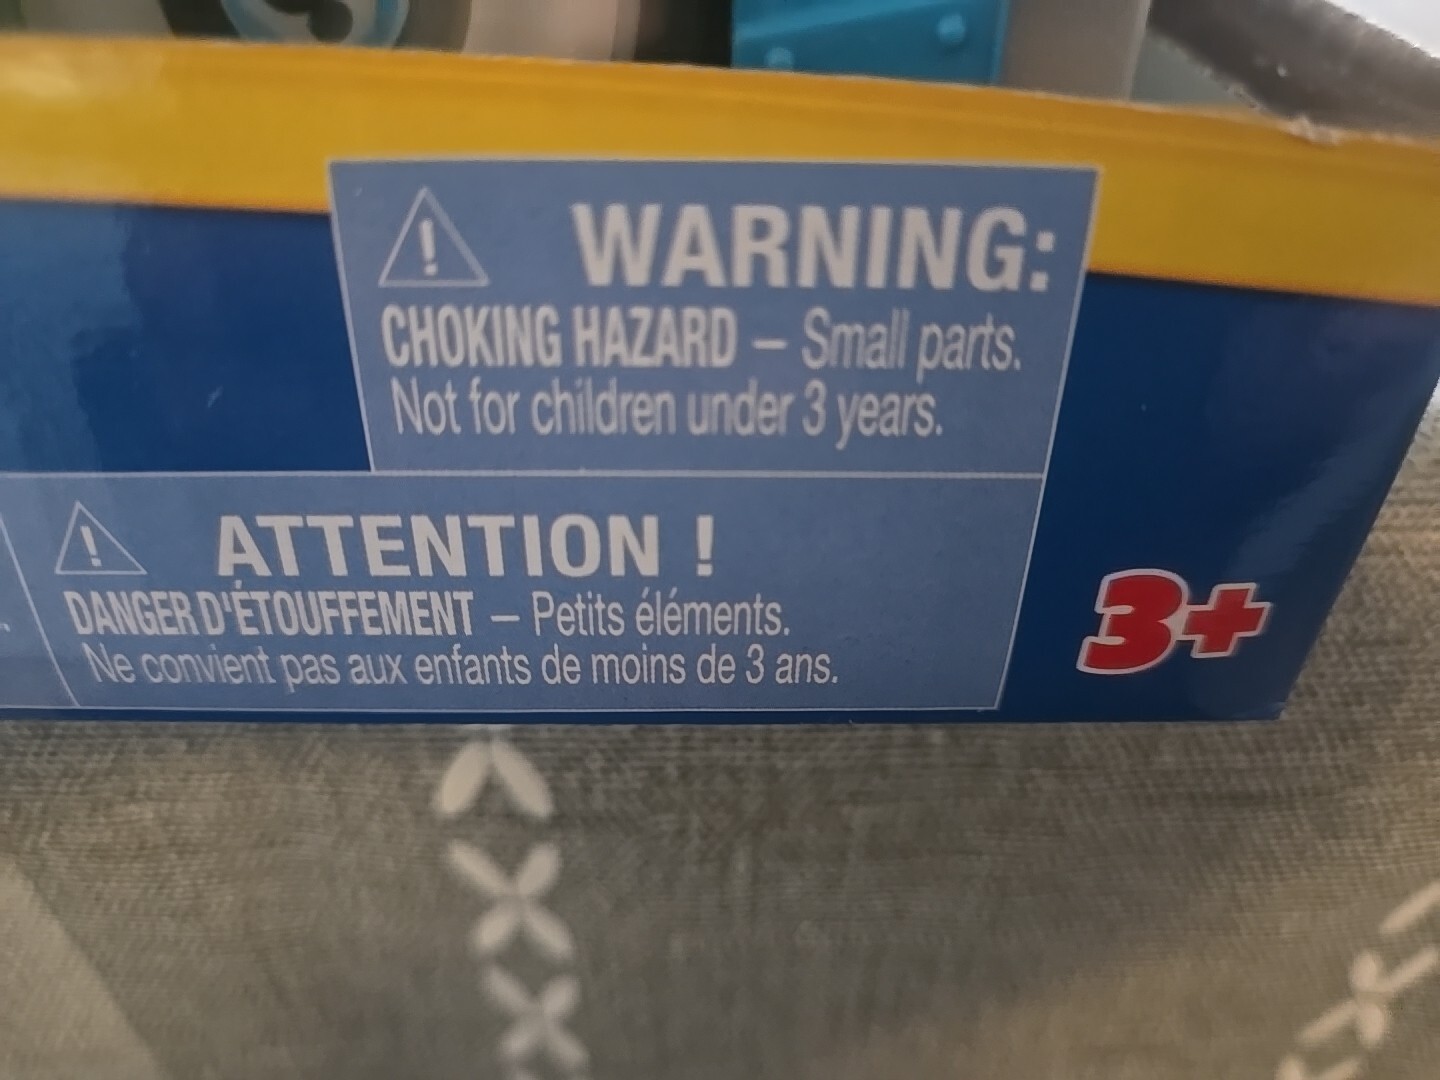 WARNING:
CHOKING HAZARD – Small parts.
Not for children under 3 years.
ATTENTION !
DANGER D'ÉTOUFFEMENT – Petits éléments.
Ne convient pas aux enfants de moins de 3 ans.
3+